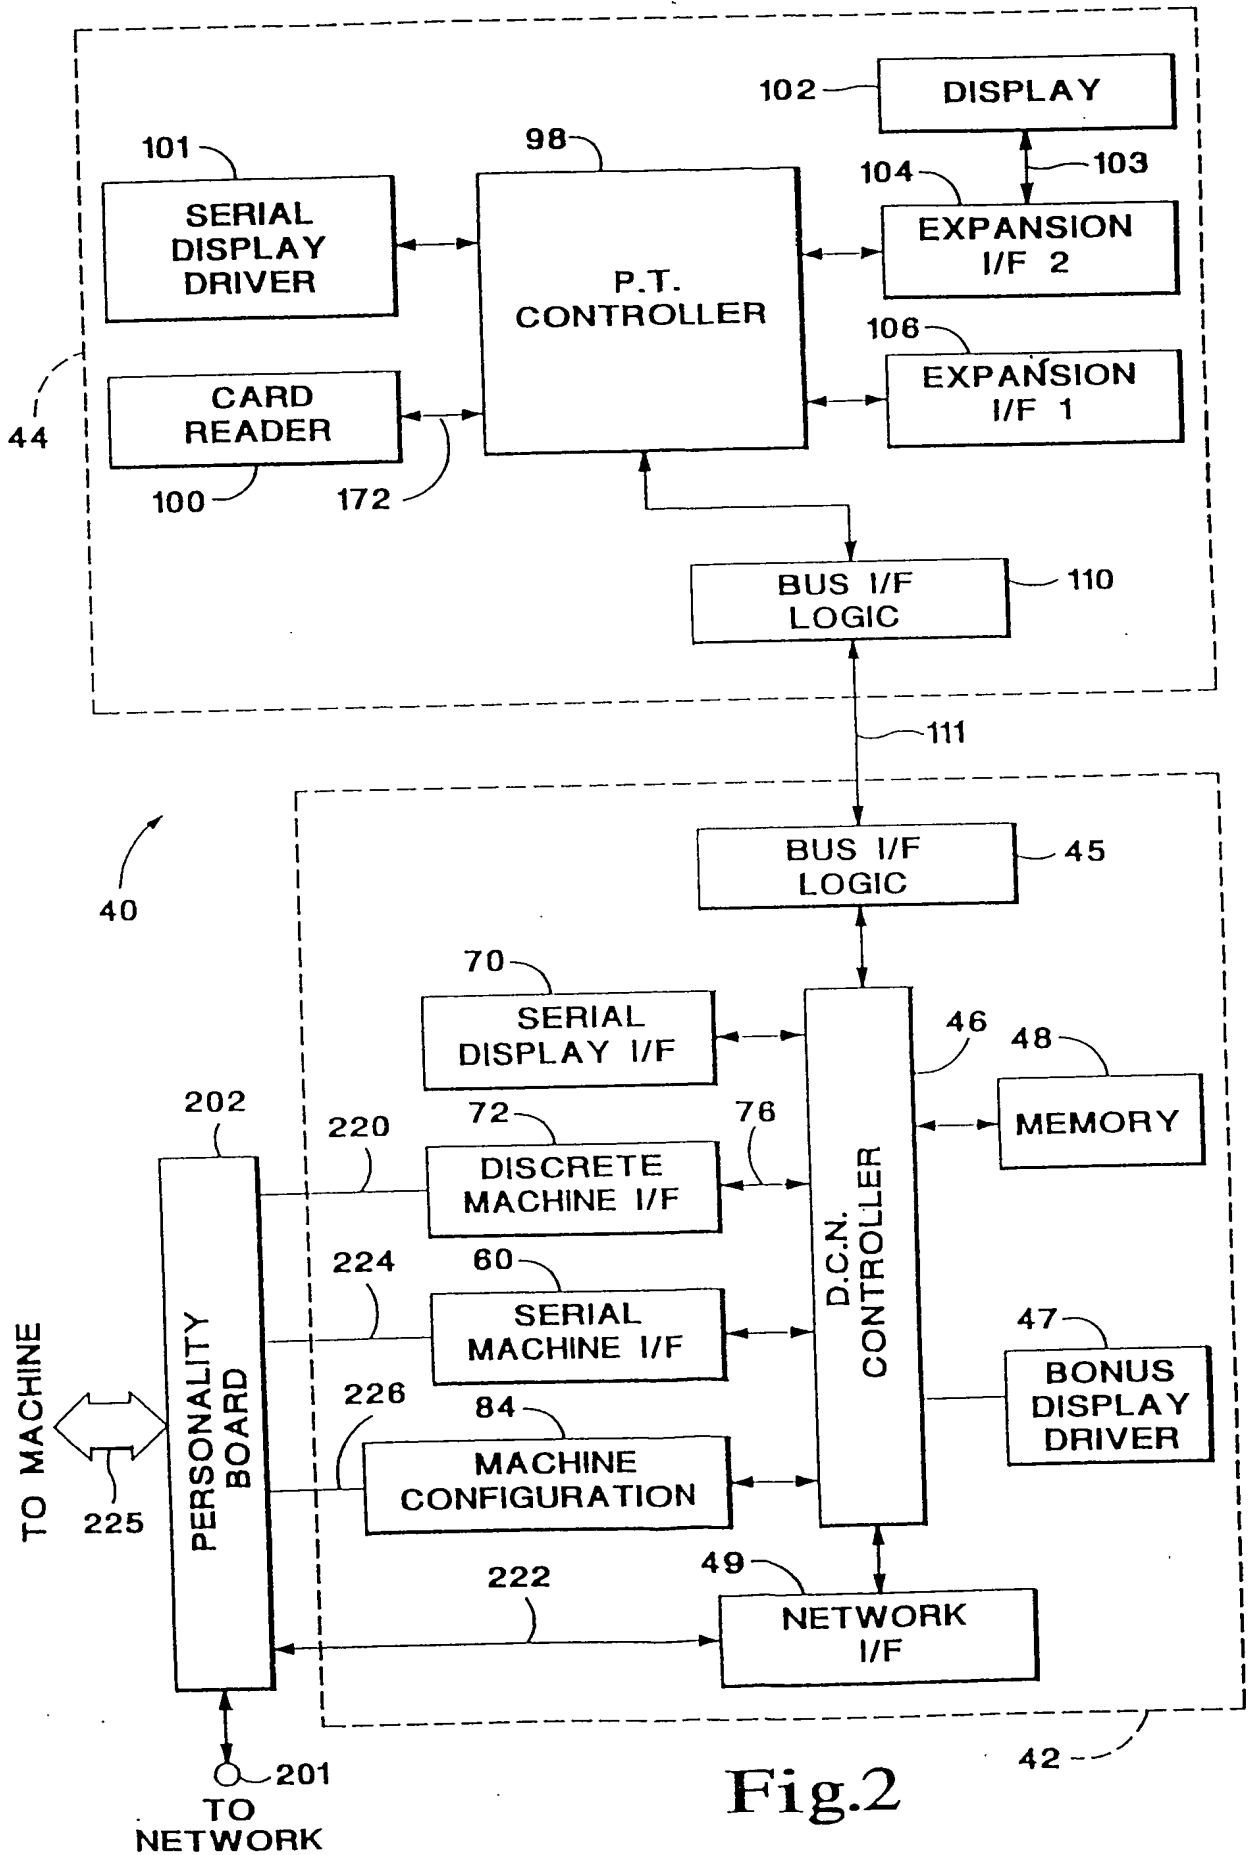 102
DISPLAY
101
98
103
104
SERIAL
DISPLAY
DRIVER
P.T.
CONTROLLER
EXPANSION
I/F 2
106
EXPANSION
I/F 1
44
CARD
READER
100
172
BUS I/F
LOGIC
110
111
40
BUS I/F
LOGIC
45
70
SERIAL
DISPLAY I/F
46
48
MEMORY
202
220
72
76
DISCRETE
MACHINE I/F
D.C.N.
CONTROLLER
224
60
SERIAL
MACHINE I/F
47
BONUS
DISPLAY
DRIVER
TO MACHINE
225
PERSONALITY
BOARD
226
84
MACHINE
CONFIGURATION
222
49
NETWORK
I/F
42
201
TO
NETWORK
Fig.2